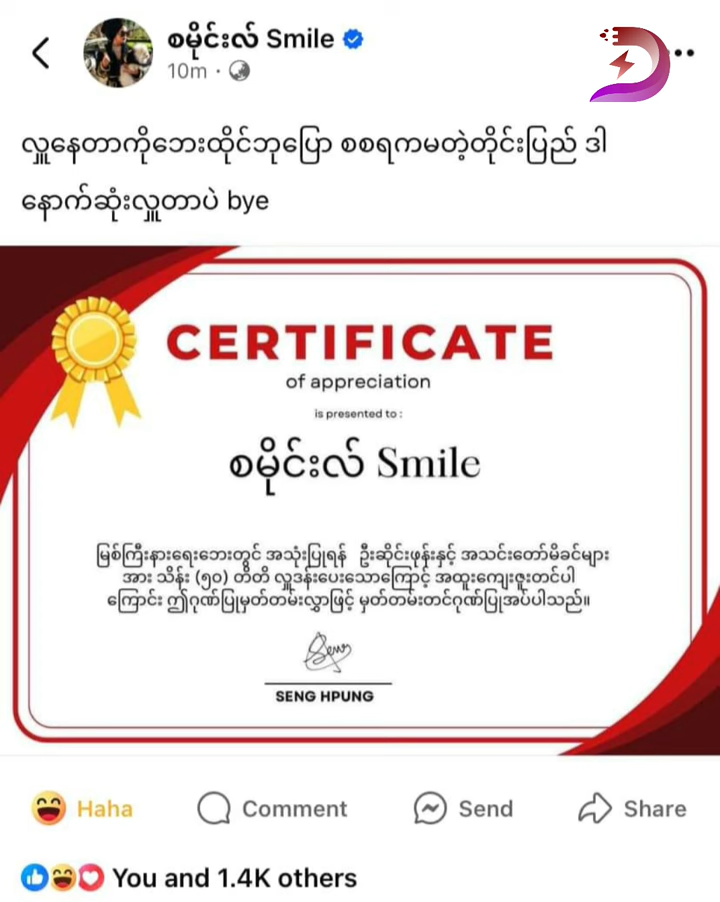 စမိုင်းလ် Smile
10m ·
လှူနေတာကိုဘေးထိုင်ဘုပြော စစရကမတဲ့တိုင်းပြည် ဒါ
နောက်ဆုံးလှူတာပဲ bye
CERTIFICATE
of appreciation
is presented to :
စမိုင်းလ် Smile
မြစ်ကြီးနားရေးဘေးတွင် အသုံးပြုရန် ဦးဆိုင်းဖုန်းနှင့် အသင်းတော်မိခင်များ
အား သိန်း (၅၀) တိတိ လှူဒန်းပေးသောကြောင့် အထူးကျေးဇူးတင်ပါ
ကြောင်း ဤဂုဏ်ပြုမှတ်တမ်းလွှာဖြင့် မှတ်တမ်းတင်ဂုဏ်ပြုအပ်ပါသည်။
SENG HPUNG
Haha
Comment
Send
Share
You and 1.4K others